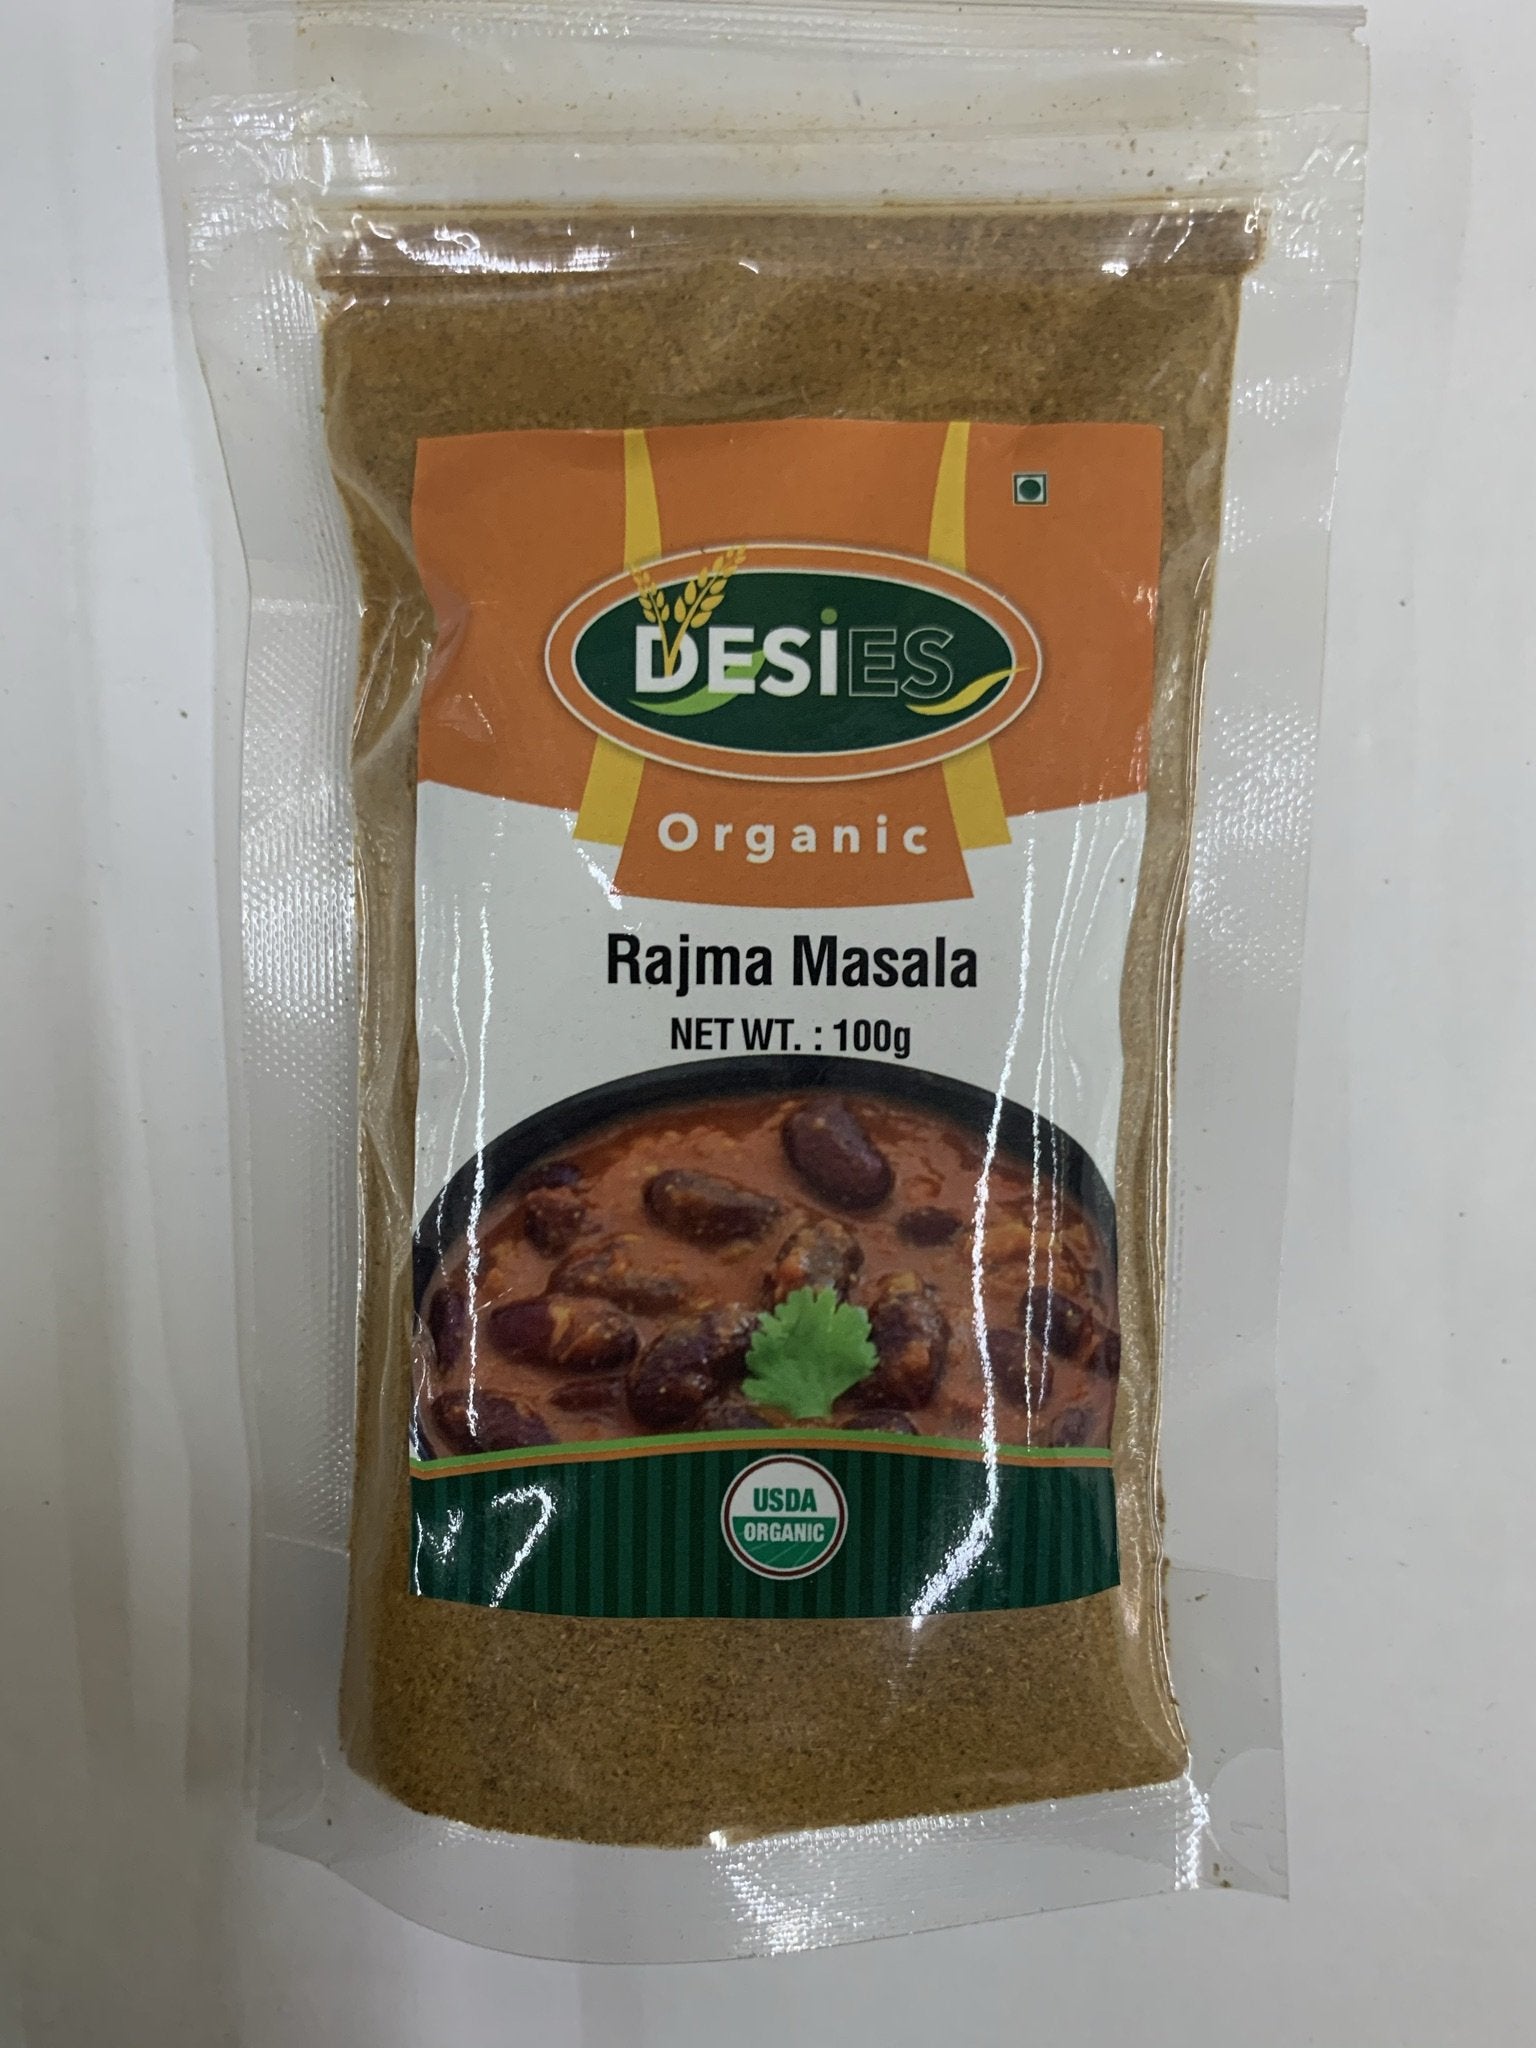 DESiES
Organic
Rajma Masala
NET WT. : 100g
USDA
ORGANIC